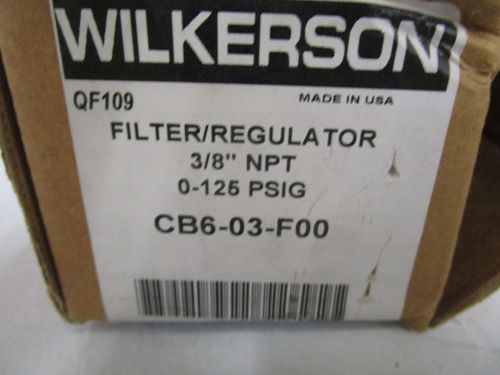 WILKERSON
QF109 MADE IN USA
FILTER/REGULATOR
3/8" NPT
0-125 PSIG
CB6-03-F00